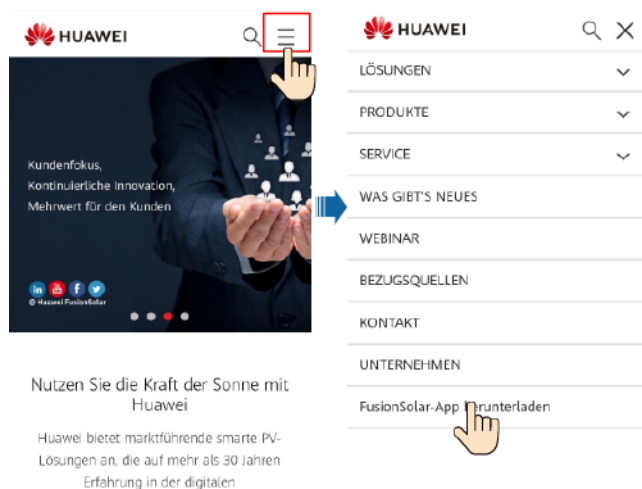 HUAWEI
Kundenfokus,
Kontinuierliche Innovation,
Mehrwert für den Kunden
© Huawei FusionSolar
Nutzen Sie die Kraft der Sonne mit
Huawei
Huawei bietet marktführende smarte PV-
Lösungen an, die auf mehr als 30 Jahren
Erfahrung in der digitalen
HUAWEI
LÖSUNGEN
PRODUKTE
SERVICE
WAS GIBT'S NEUES
WEBINAR
BEZUGSQUELLEN
KONTAKT
UNTERNEHMEN
FusionSolar-App herunterladen